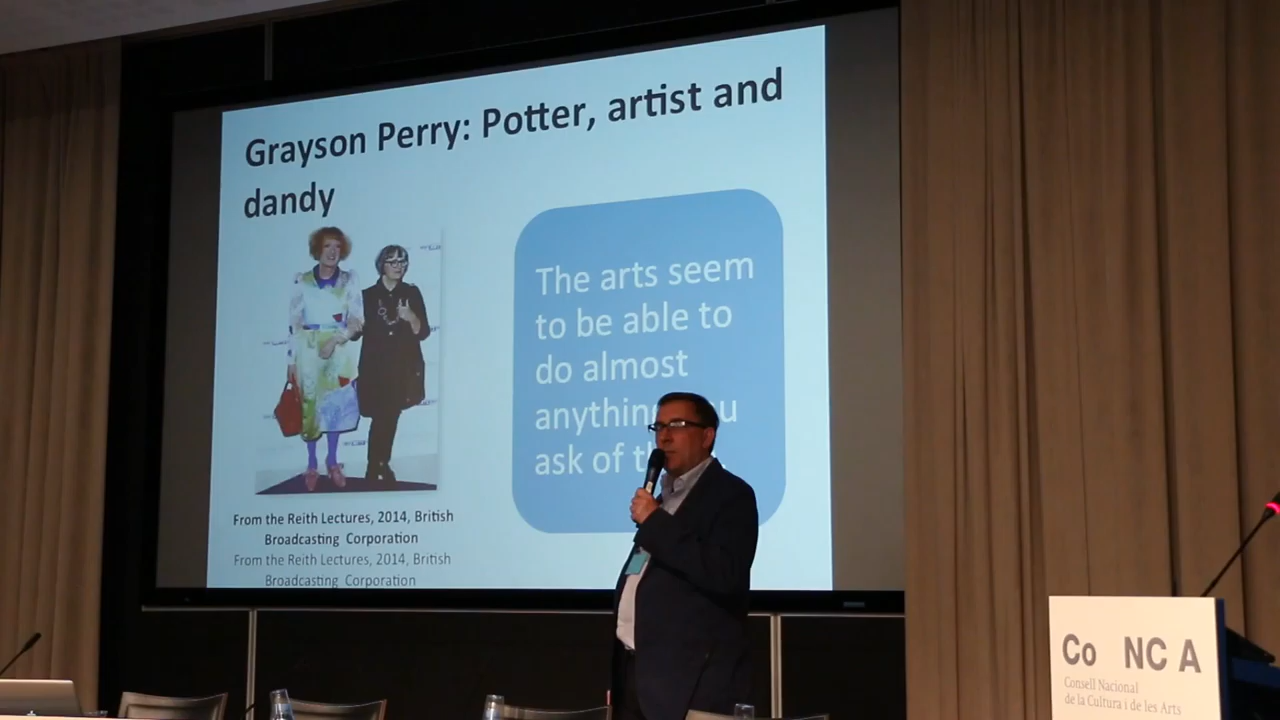 Grayson Perry: Potter, artist and
dandy
The arts seem
to be able to
do almost
anything
ask of
From the Reith Lectures, 2014, British
Broadcasting Corporation
From the Reith Lectures, 2014, British
Broadcasting Corporation
Co NC A
Consell Nacional
de la Cultura i de les Arts